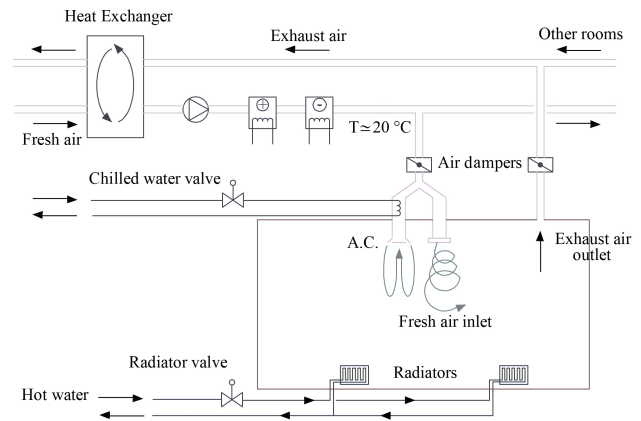 Heat Exchanger
Exhaust air
Other rooms
Fresh air
T≃20 °C
Air dampers
Chilled water valve
A.C.
Exhaust air
outlet
Fresh air inlet
Radiator valve
Radiators
Hot water